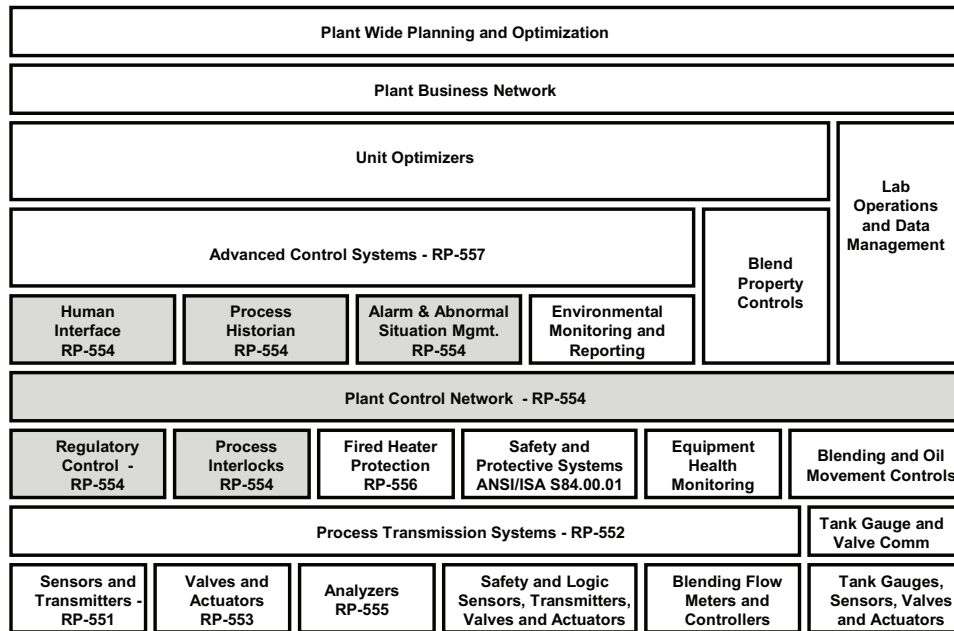 Plant Wide Planning and Optimization
Plant Business Network
Unit Optimizers
Lab
Operations
and Data
Management
Advanced Control Systems - RP-557
Blend
Property
Controls
Human
Interface
RP-554
Process
Historian
RP-554
Alarm & Abnormal
Situation Mgmt.
RP-554
Environmental
Monitoring and
Reporting
Plant Control Network - RP-554
Regulatory
Control -
RP-554
Process
Interlocks
RP-554
Fired Heater
Protection
RP-556
Safety and
Protective Systems
ANSI/ISA S84.00.01
Equipment
Health
Monitoring
Blending and Oil
Movement Controls
Process Transmission Systems - RP-552
Tank Gauge and
Valve Comm
Sensors and
Transmitters -
RP-551
Valves and
Actuators
RP-553
Analyzers
RP-555
Safety and Logic
Sensors, Transmitters,
Valves and Actuators
Blending Flow
Meters and
Controllers
Tank Gauges,
Sensors, Valves
and Actuators